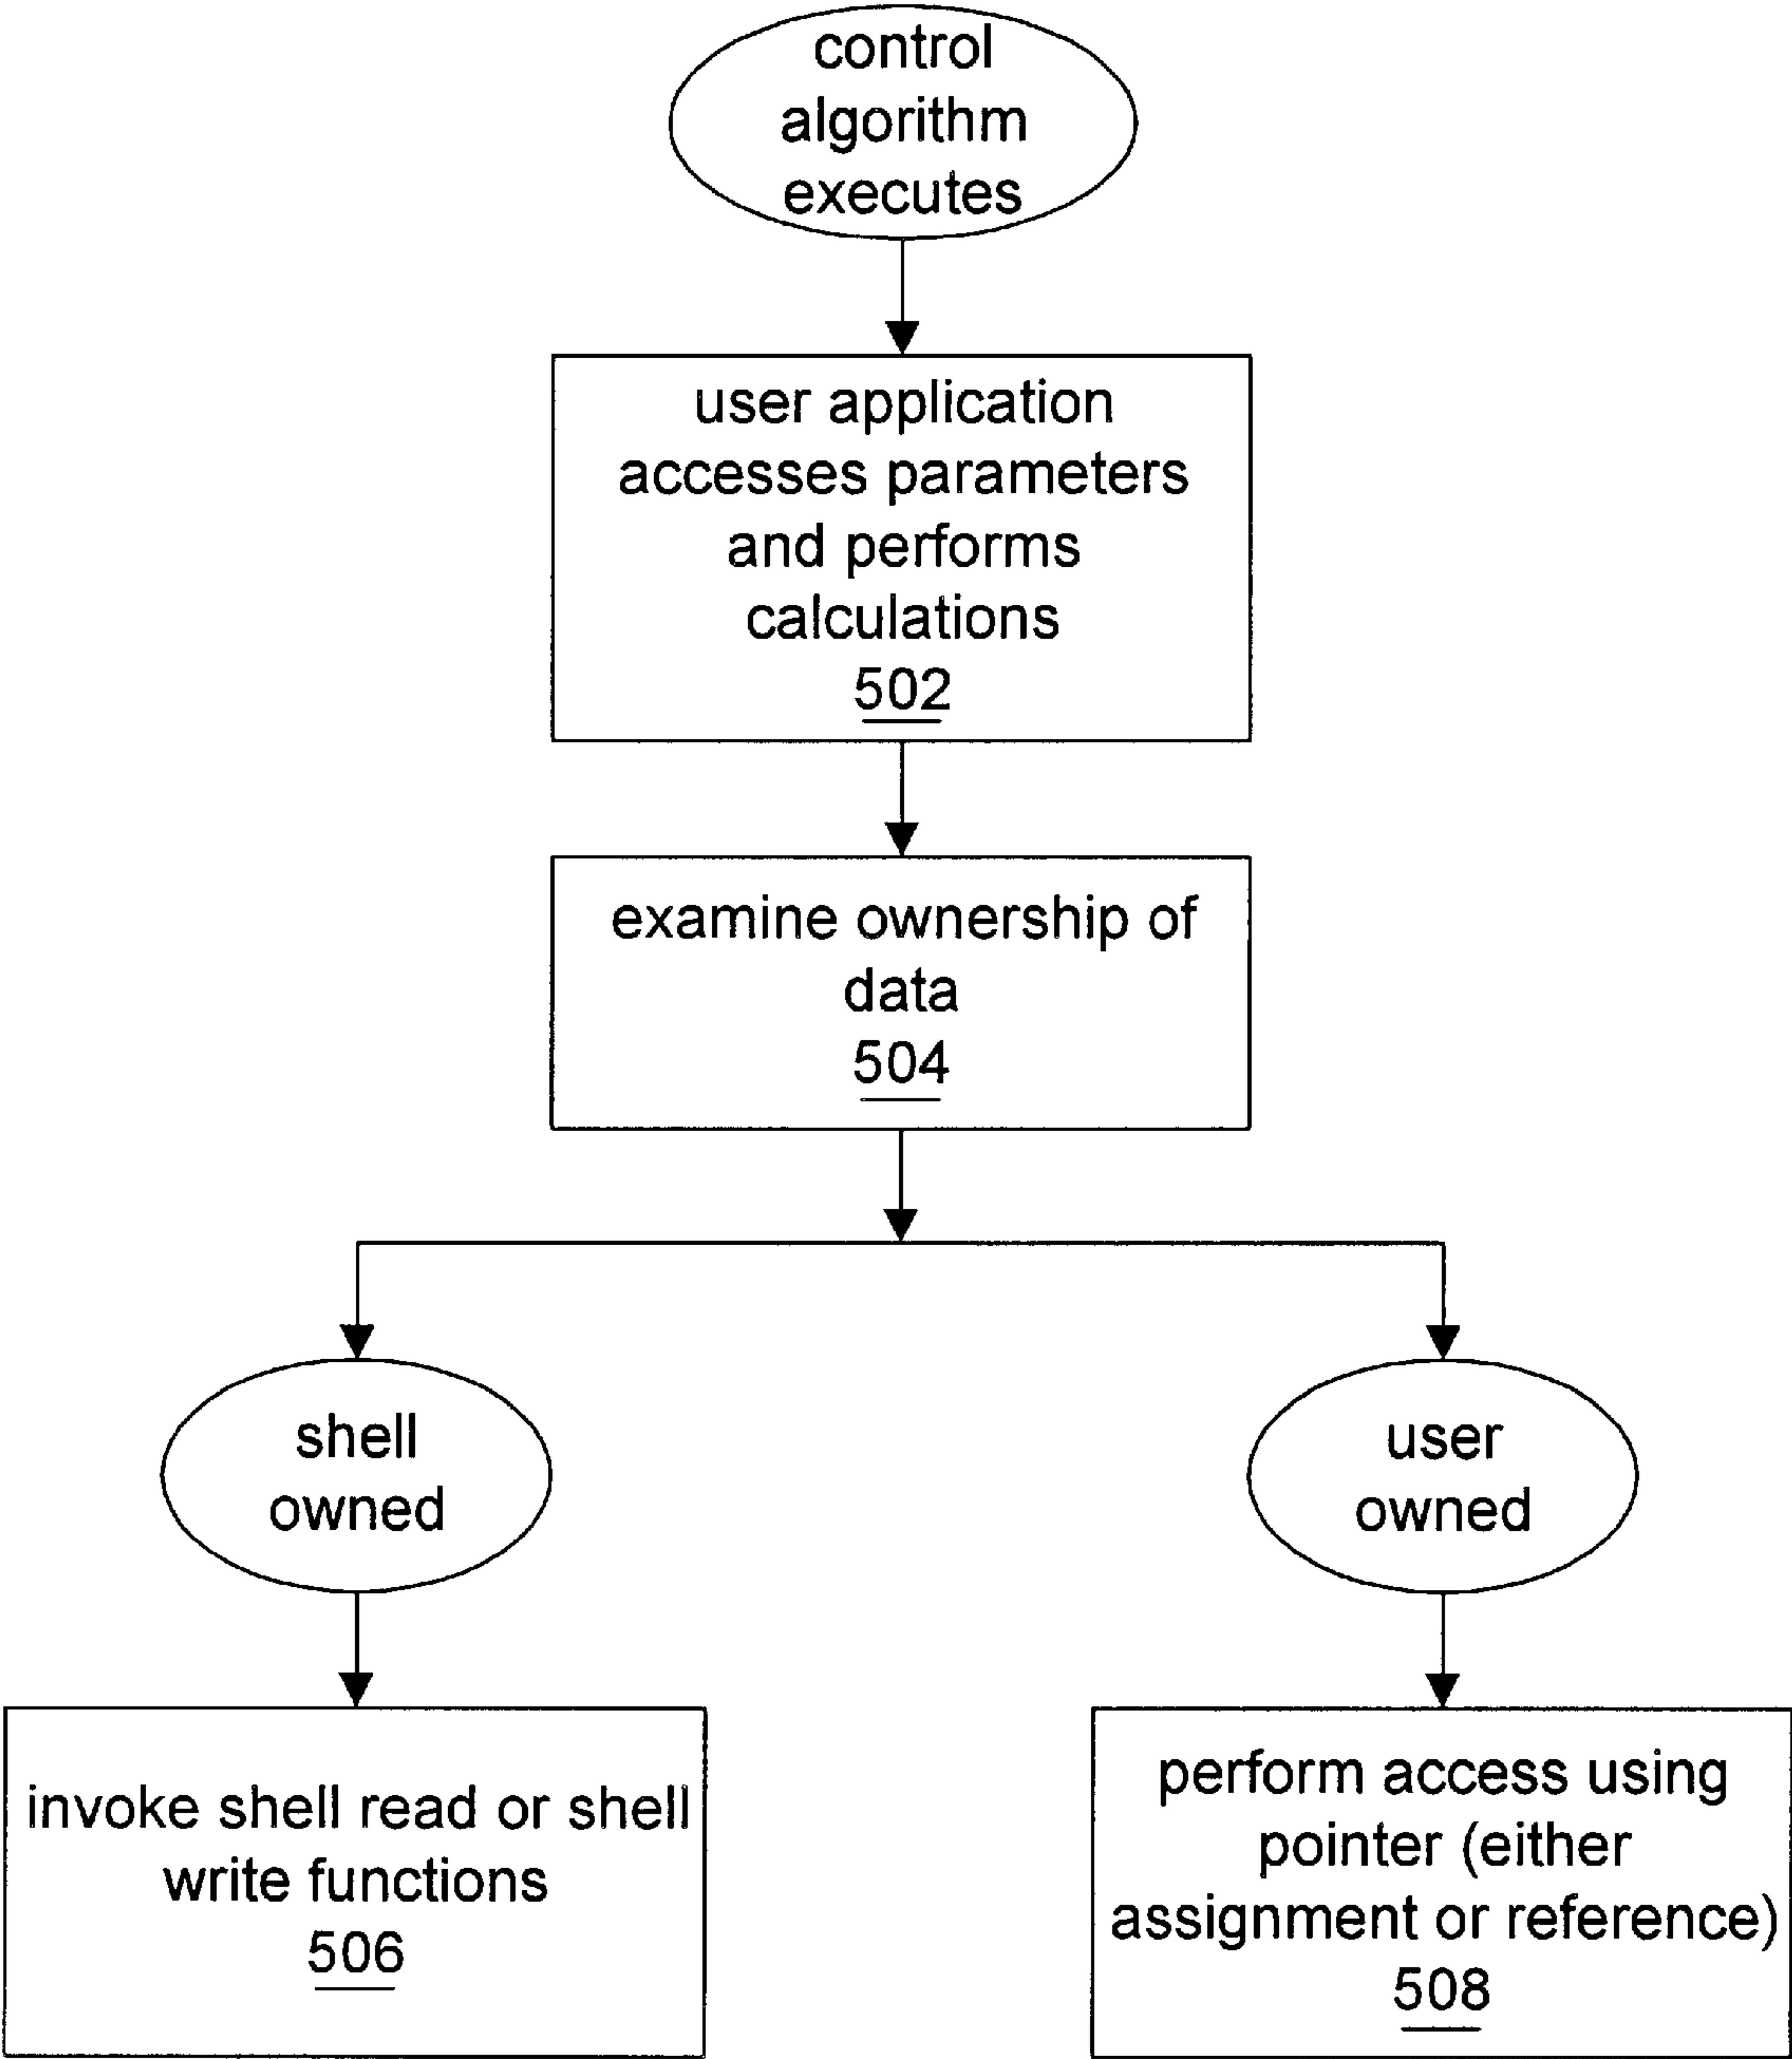 control
algorithm
executes
user application
accesses parameters
and performs
calculations
502
examine ownership of
data
504
shell
owned
user
owned
invoke shell read or shell
write functions
506
perform access using
pointer (either
assignment or reference)
508